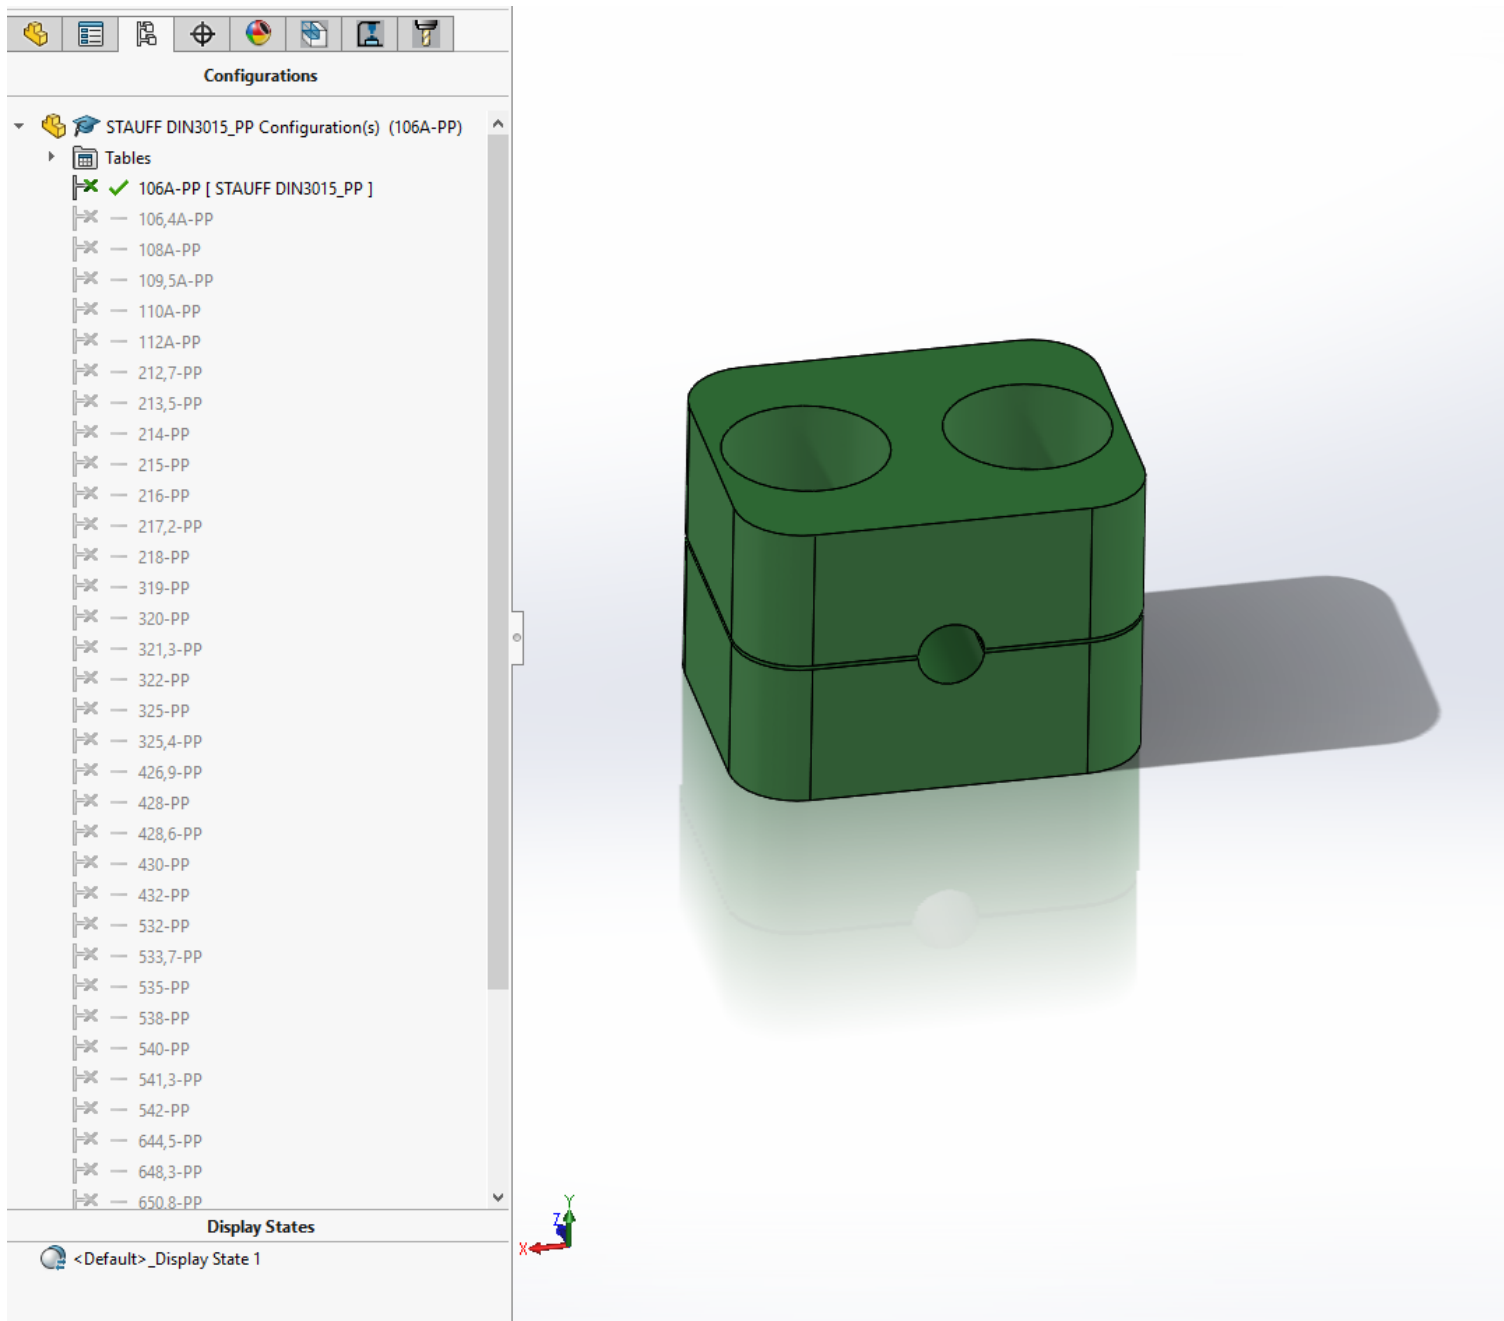 Configurations
STAUFF DIN3015_PP Configuration(s) (106A-PP)
Tables
106A-PP [ STAUFF DIN3015_PP ]
106,4A-PP
108A-PP
109,5A-PP
110A-PP
112A-PP
212,7-PP
213,5-PP
214-PP
215-PP
216-PP
217,2-PP
218-PP
319-PP
320-PP
321,3-PP
322-PP
325-PP
325,4-PP
426,9-PP
428-PP
428,6-PP
430-PP
432-PP
532-PP
533,7-PP
535-PP
538-PP
540-PP
541,3-PP
542-PP
644,5-PP
648,3-PP
650,8-PP
Display States
<Default>_Display State 1
Y
Z
X